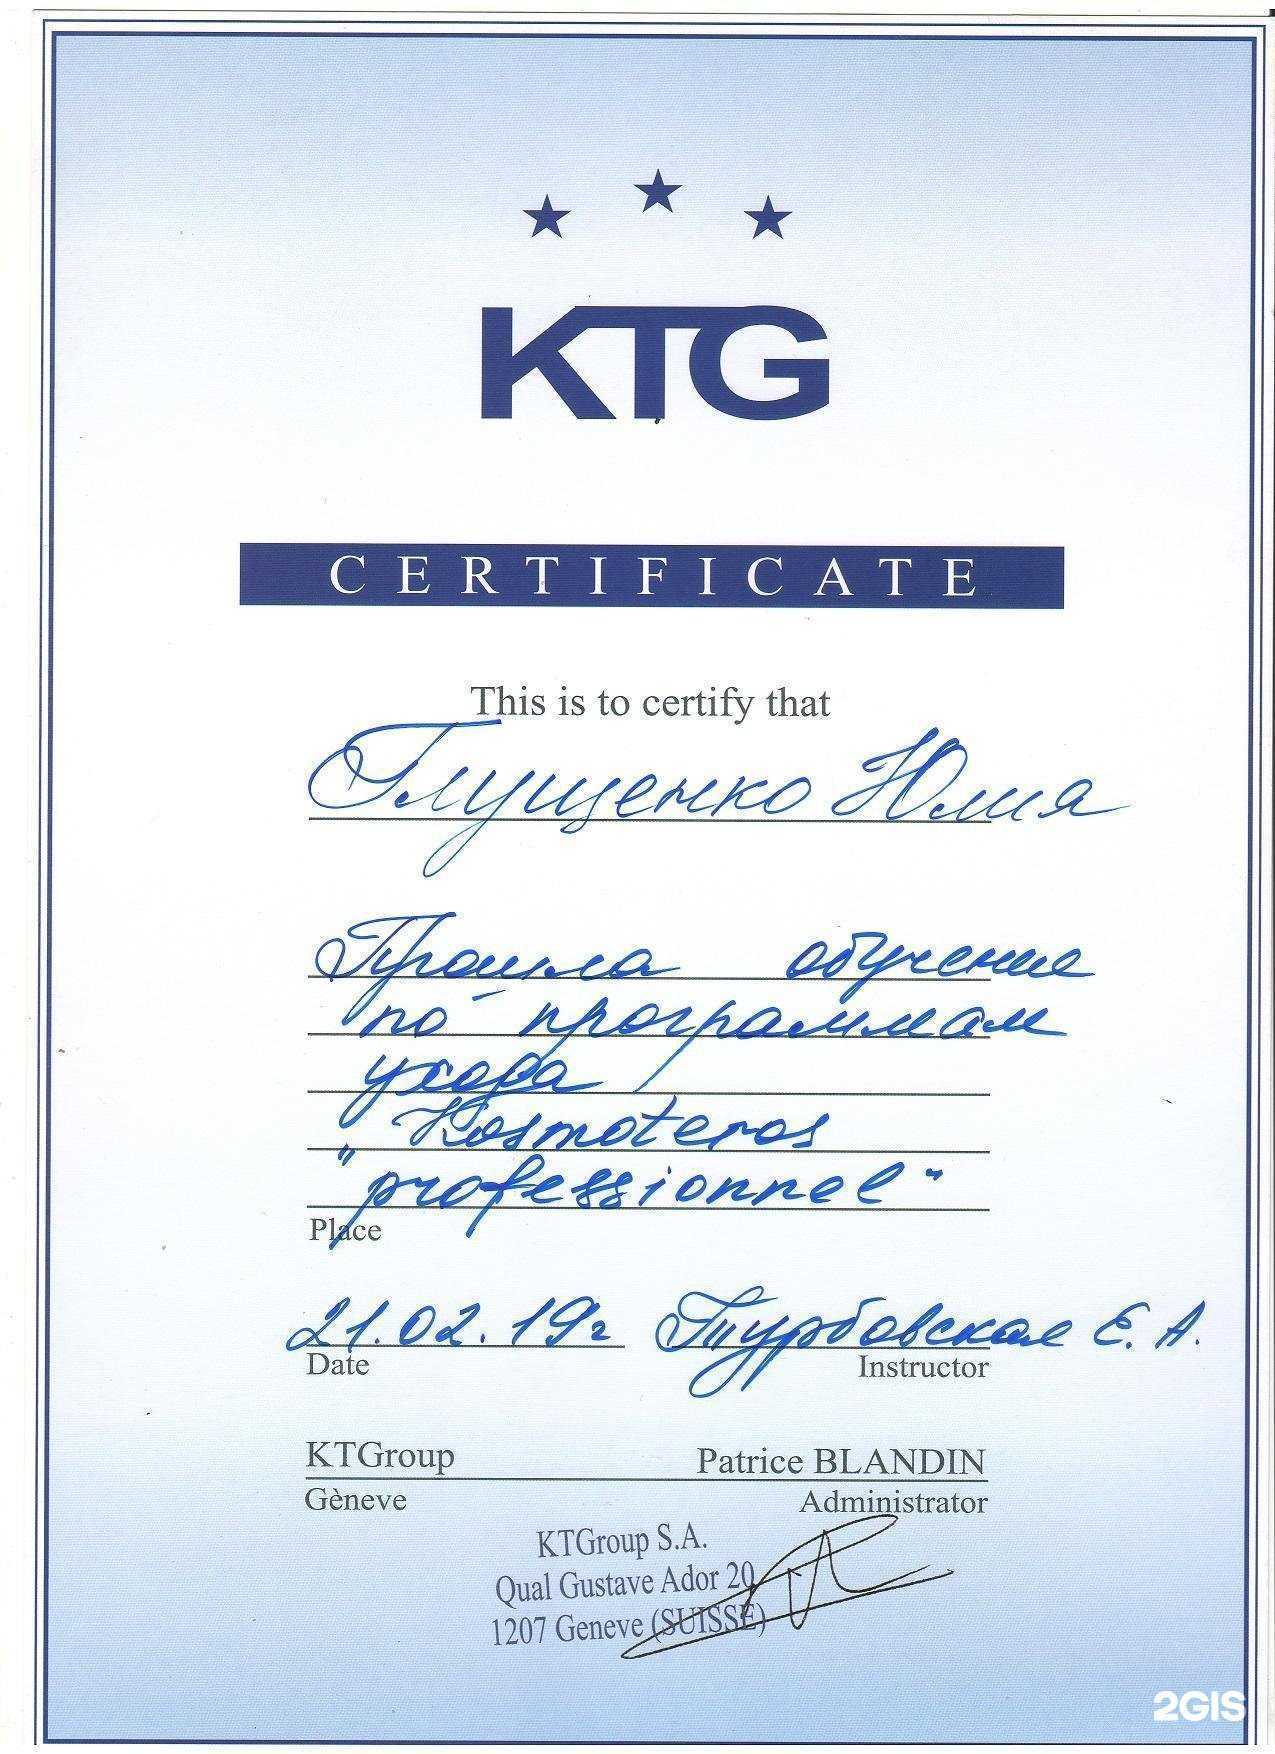 KTG
CERTIFICATE
This is to certify that
Глущенко Юлия
Прошла обучение
по программам
ухода
"Kosmoteros
professionnel"
Place
21.02.19г Турбовская Е. А.
Date Instructor
KTGroup Patrice BLANDIN
Gèneve Administrator
KTGroup S.A.
Qual Gustave Ador 20
1207 Geneve (SUISSE)
2GIS